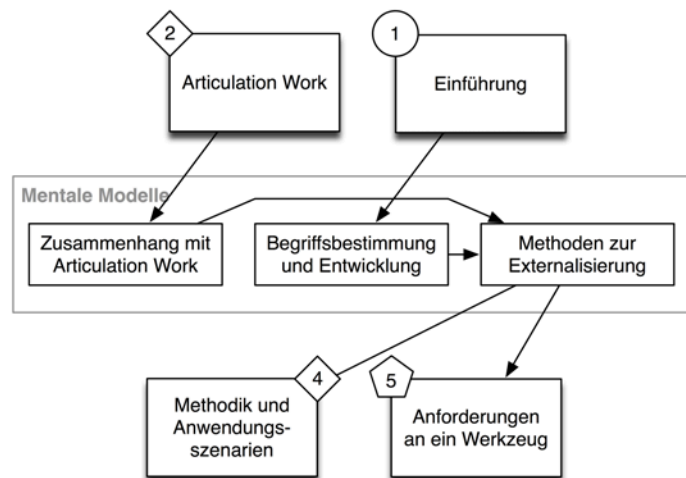 2
Articulation Work
1
Einführung
Mentale Modelle
Zusammenhang mit
Articulation Work
Begriffsbestimmung
und Entwicklung
Methoden zur
Externalisierung
4
Methodik und
Anwendungs-
szenarien
5
Anforderungen
an ein Werkzeug